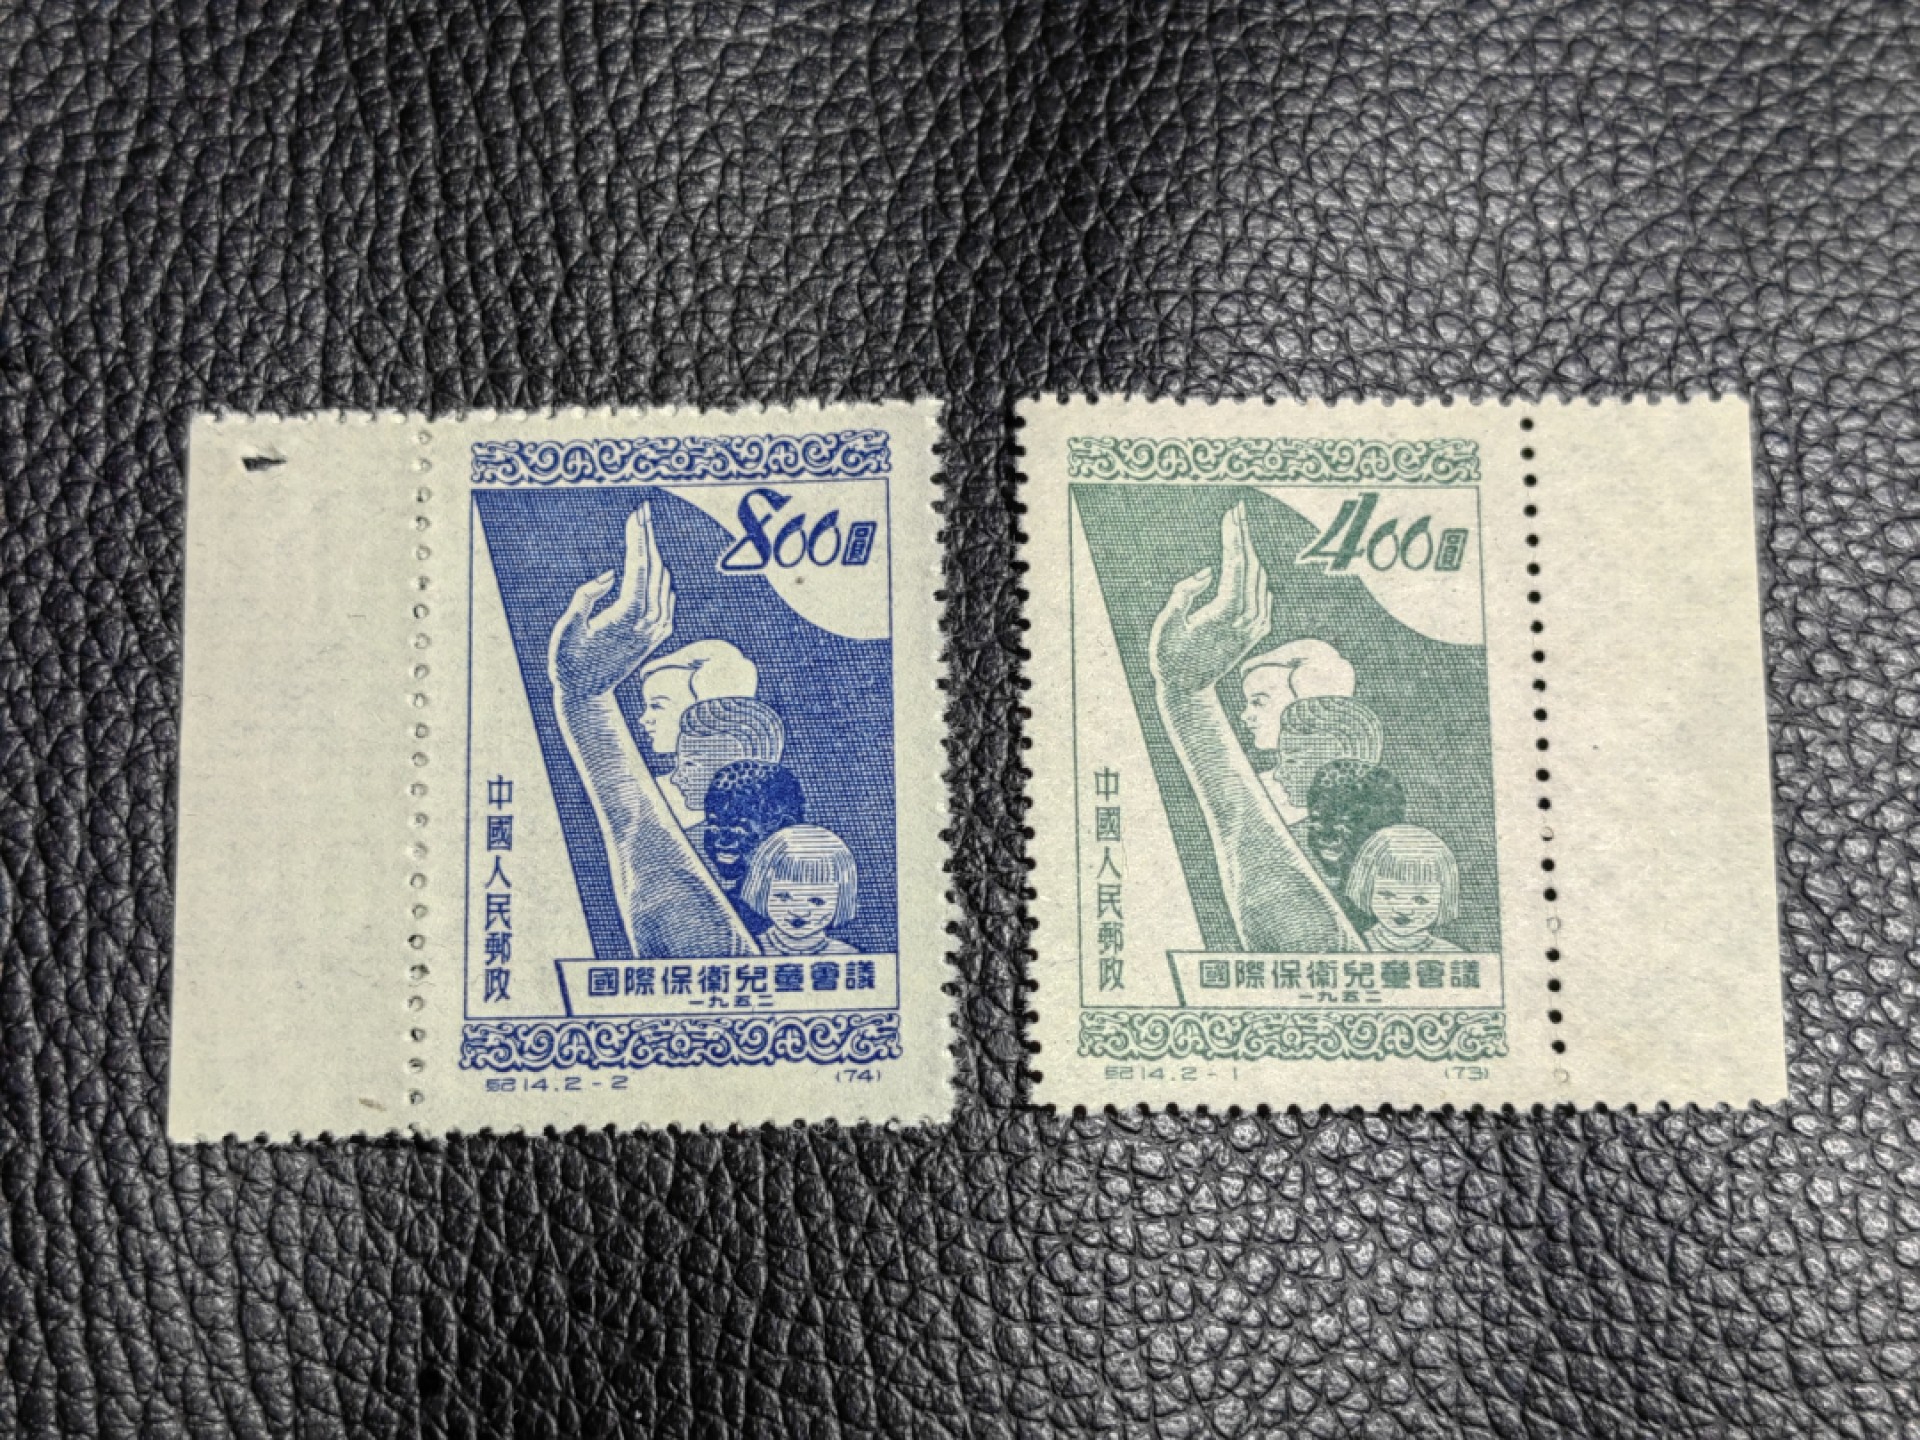 800圓
中國人民郵政
國際保衛兒童會議
一九五二
紀14.2-2
(74)
400圓
中國人民郵政
國際保衛兒童會議
一九五二
紀14.2-1
(73)